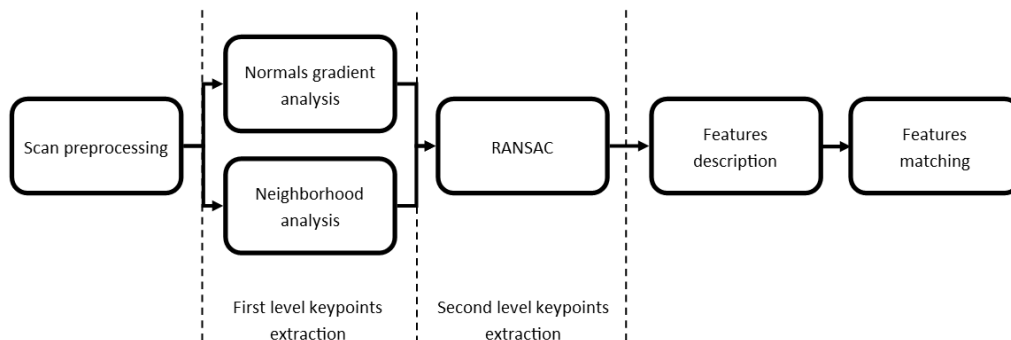 Scan preprocessing
Normals gradient
analysis
Neighborhood
analysis
First level keypoints
extraction
RANSAC
Second level keypoints
extraction
Features
description
Features
matching